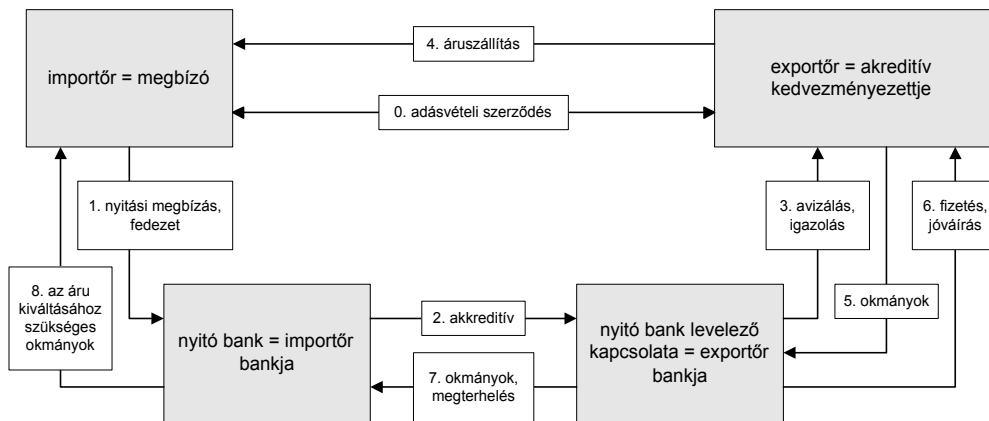 4. áruszállítás
importőr = megbízó
exportőr = akreditív
kedvezményezettje
0. adásvételi szerződés
1. nyitási megbízás,
fedezet
3. avizálás,
igazolás
6. fizetés,
jóváírás
8. az áru
kiváltásához
szükséges
okmányok
5. okmányok
2. akkreditív
nyitó bank = importőr
bankja
nyitó bank levelező
kapcsolata = exportőr
bankja
7. okmányok,
megterhelés